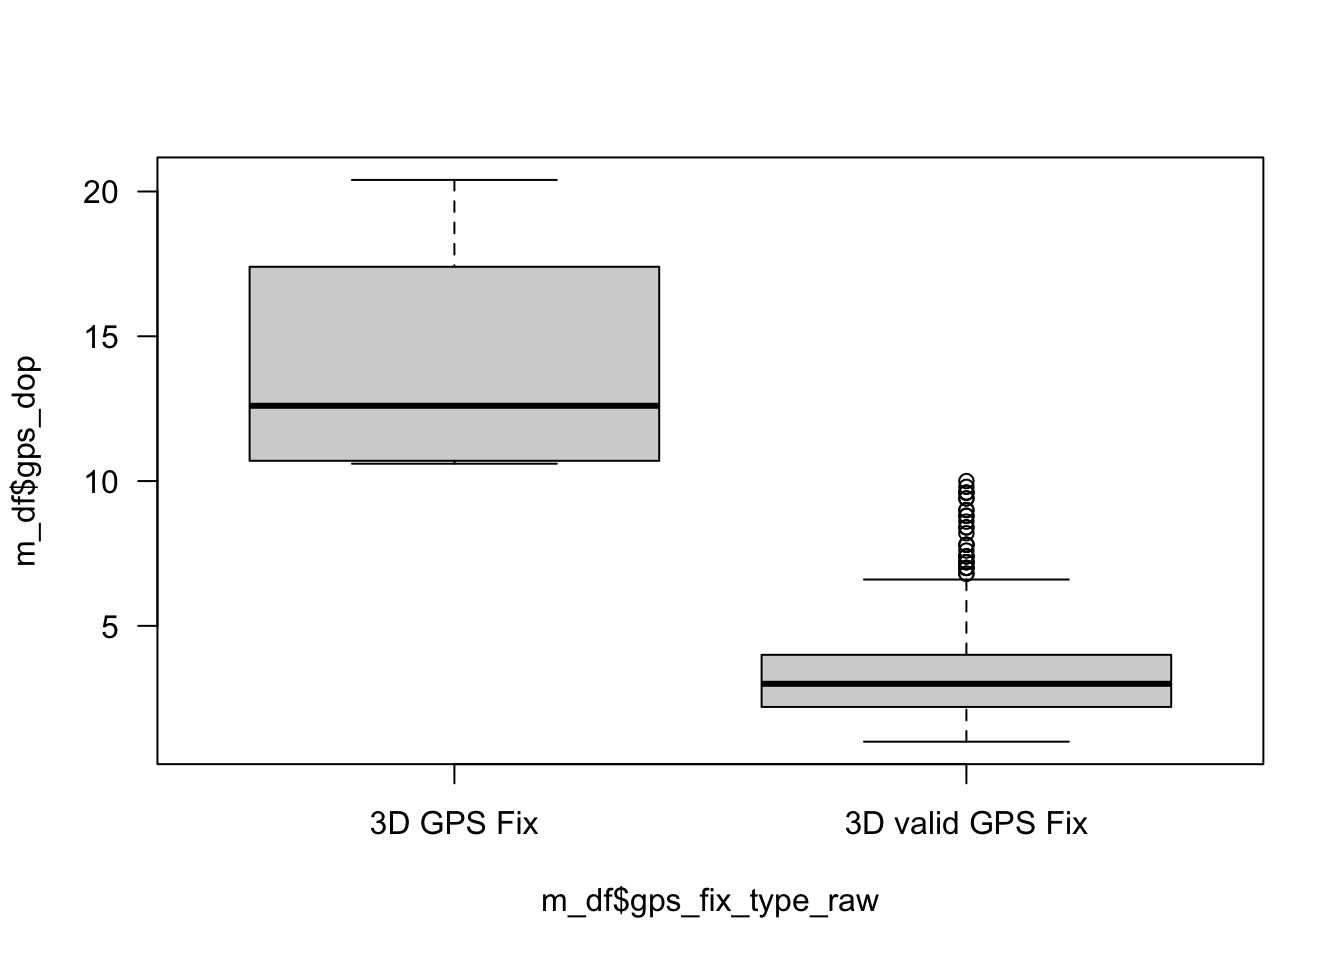 20
15
10
5
m_df$gps_dop
3D GPS Fix
3D valid GPS Fix
m_df$gps_fix_type_raw